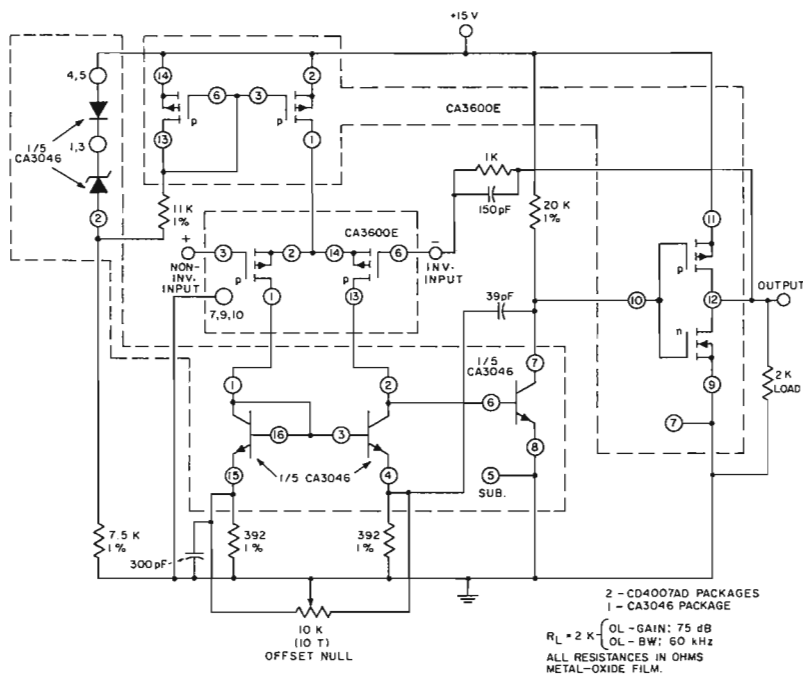 +15 V
14
6
3
2
P
P
13
1
CA3600E
4,5
1/5
CA3046
1,3
2
11K
1%
1K
150pF
20 K
1%
11
+
3
2
CA3600E
14
6
−
NON-
INV-
INPUT
P
P
INV.
INPUT
7,9,10
1
13
39pF
10
P
12
OUTPUT
n
9
2 K
LOAD
7
7
1/5
CA3046
1
2
6
16
3
8
15
1/5 CA3046
4
5
SUB.
7.5 K
1%
392
1%
392
1%
300pF
10 K
(10 T)
OFFSET NULL
2 – CD4007AD PACKAGES
1 – CA3046 PACKAGE
RL = 2 K { OL – GAIN: 75 dB
OL – BW: 60 kHz
ALL RESISTANCES IN OHMS
METAL-OXIDE FILM.